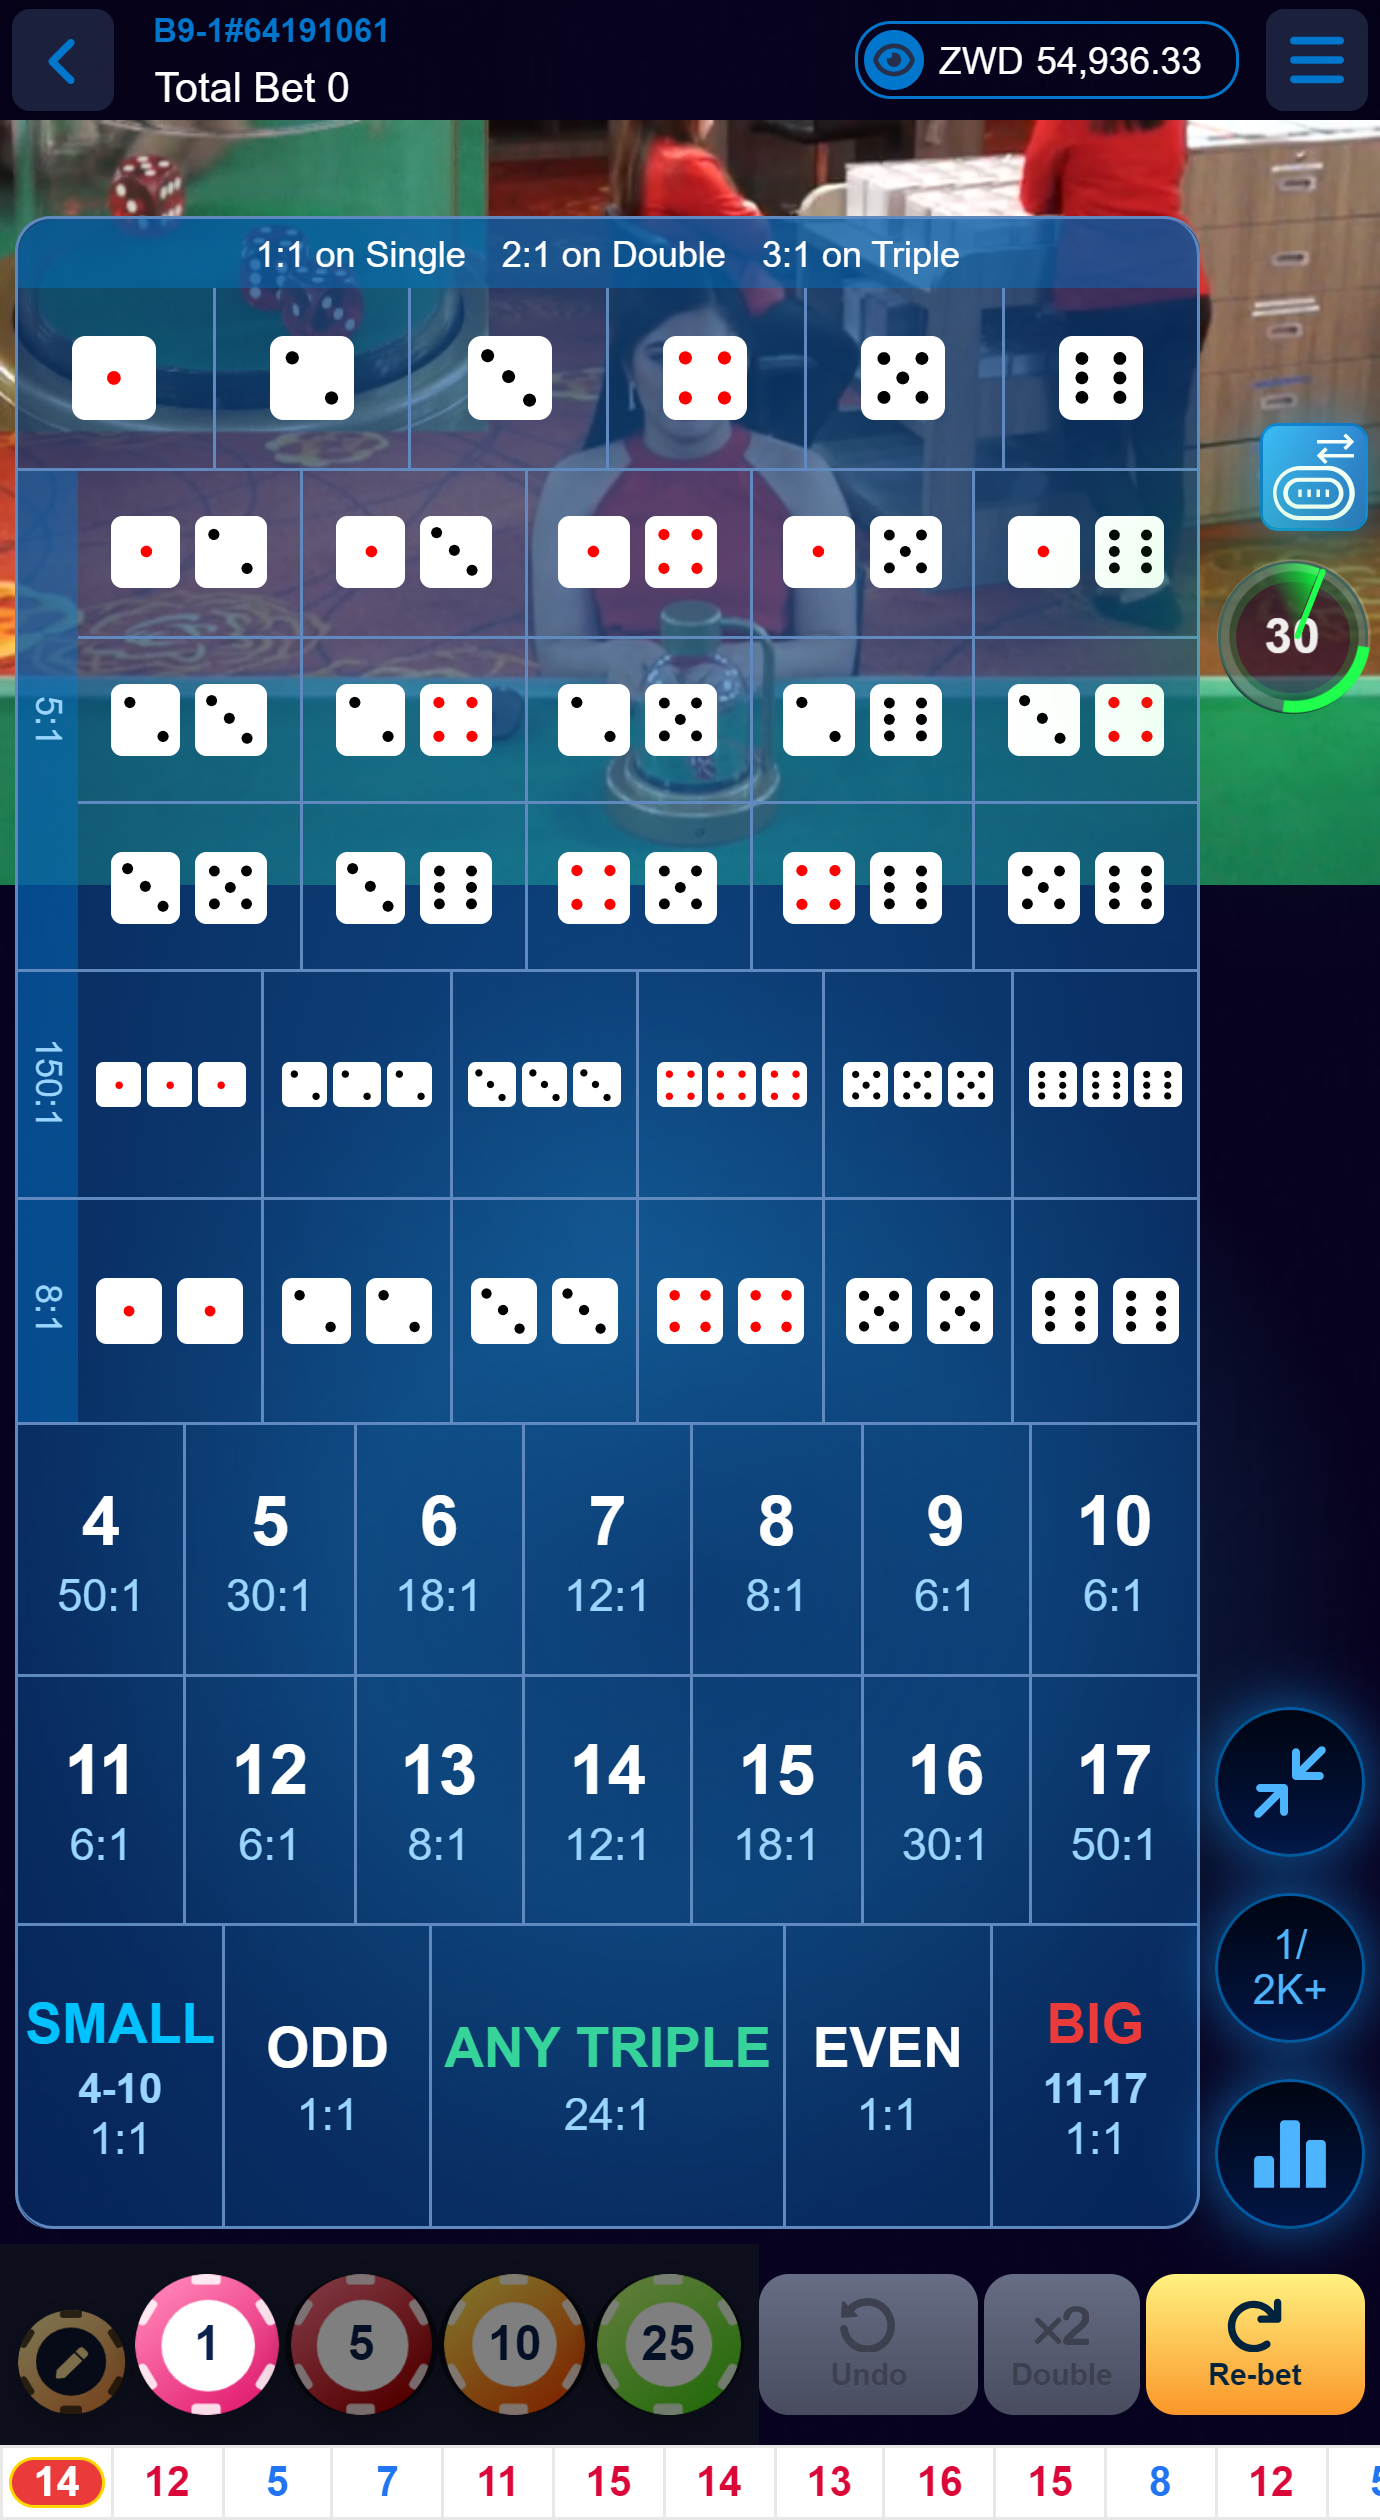 B9-1#64191061
Total Bet 0
ZWD 54,936.33
1:1 on Single 2:1 on Double 3:1 on Triple
30
5:1
150:1
8:1
4 5 6 7 8 9 10
50:1 30:1 18:1 12:1 8:1 6:1 6:1
11 12 13 14 15 16 17
6:1 6:1 8:1 12:1 18:1 30:1 50:1
SMALL
4-10
1:1
ODD
1:1
ANY TRIPLE
24:1
EVEN
1:1
BIG
11-17
1:1
1/
2K+
1 5 10 25
Undo
x2
Double
Re-bet
14 12 5 7 11 15 14 13 16 15 8 12